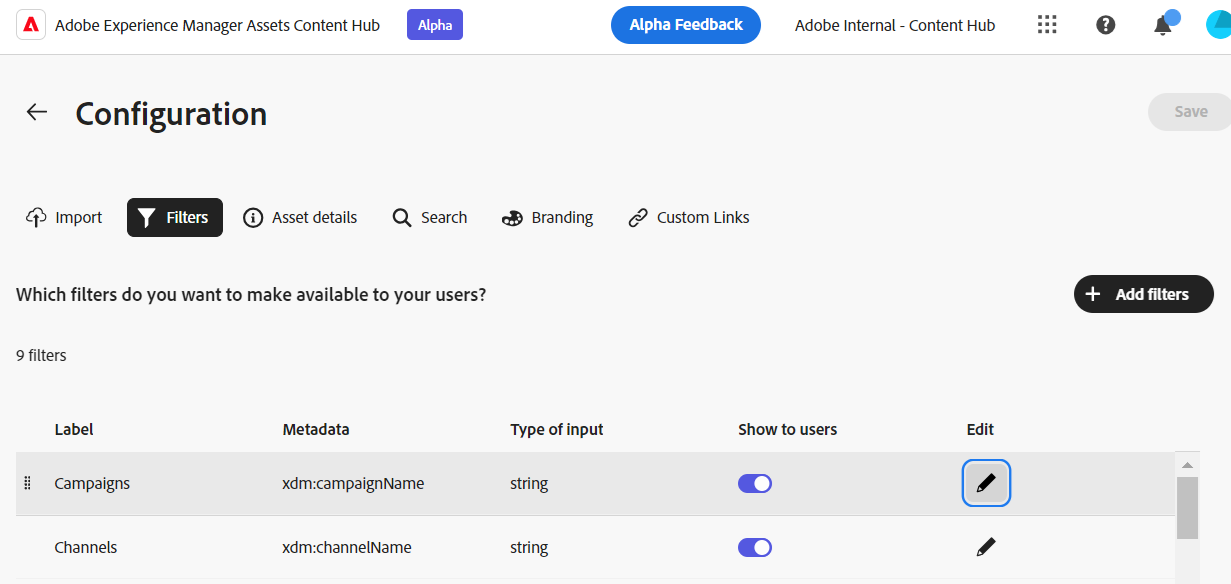 Adobe Experience Manager Assets Content Hub Alpha Alpha Feedback Adobe Internal - Content Hub
Configuration Save
Import Filters Asset details Search Branding Custom Links
Which filters do you want to make available to your users? Add filters
9 filters
Label Metadata Type of input Show to users Edit
Campaigns xdm:campaignName string
Channels xdm:channelName string